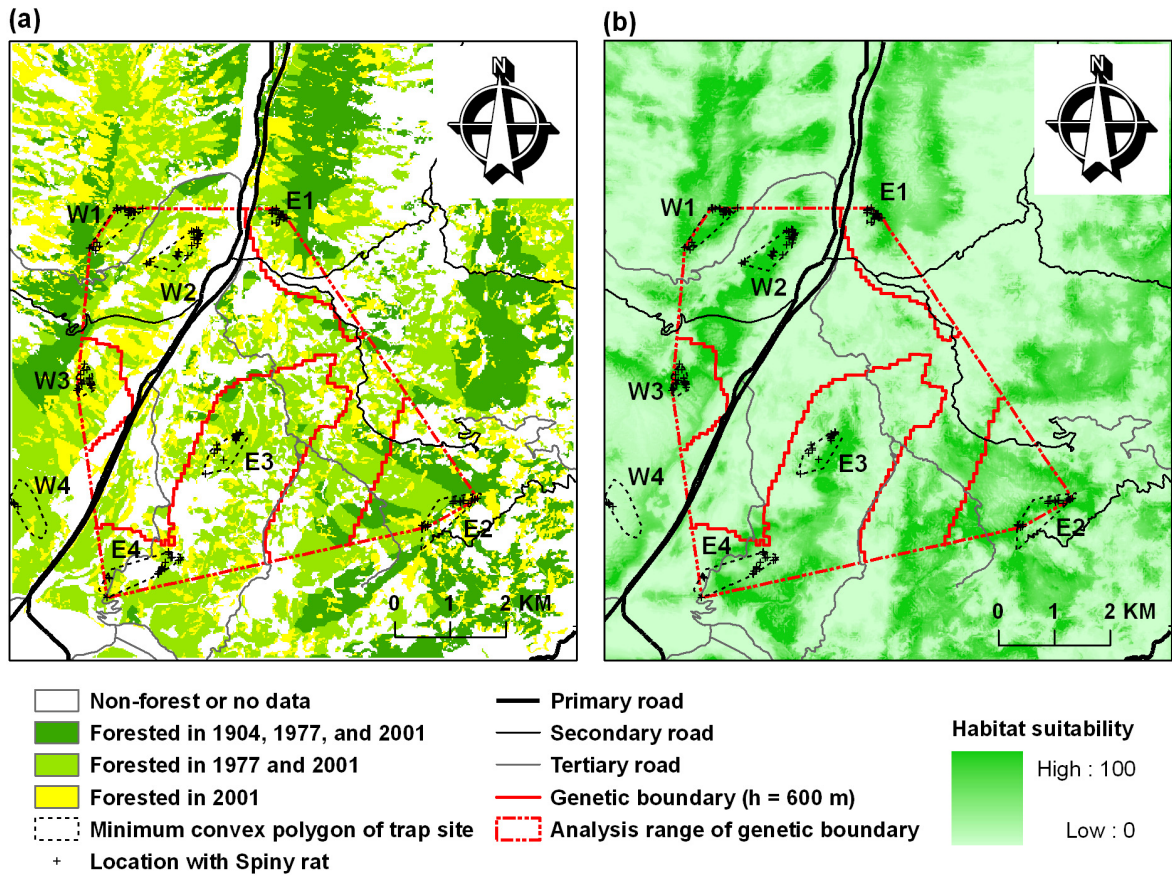 (a)
(b)
N
N
W1
E1
W2
W3
E3
W4
E2
E4
0 1 2 KM
W1
E1
W2
W3
E3
W4
E2
E4
0 1 2 KM
Non-forest or no data
Forested in 1904, 1977, and 2001
Forested in 1977 and 2001
Forested in 2001
Minimum convex polygon of trap site
Location with Spiny rat
Primary road
Secondary road
Tertiary road
Genetic boundary (h = 600 m)
Analysis range of genetic boundary
Habitat suitability
High : 100
Low : 0